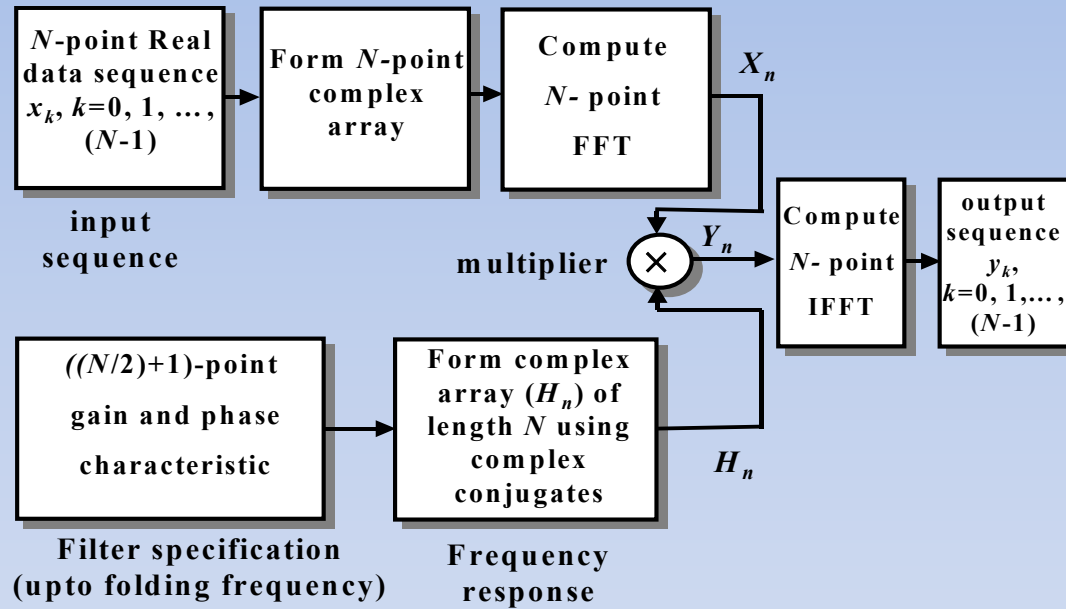 N-point Real
data sequence
xk, k=0, 1, ...,
(N-1)
input
sequence
Form N-point
complex
array
Compute
N- point
FFT
Xn
multiplier
×
Yn
Compute
N- point
IFFT
output
sequence
yk,
k=0, 1,...,
(N-1)
((N/2)+1)-point
gain and phase
characteristic
Filter specification
(upto folding frequency)
Form complex
array (Hn) of
length N using
complex
conjugates
Frequency
response
Hn